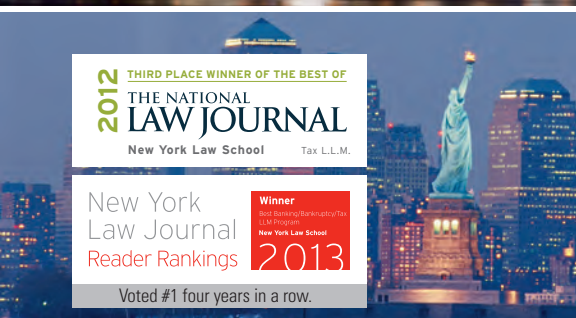 2012
THIRD PLACE WINNER OF THE BEST OF
THE NATIONAL
LAW JOURNAL
New York Law School Tax L.L.M.
New York
Law Journal
Reader Rankings
Winner
Best Banking/Bankruptcy/Tax
LLM Program
New York Law School
2013
Voted #1 four years in a row.